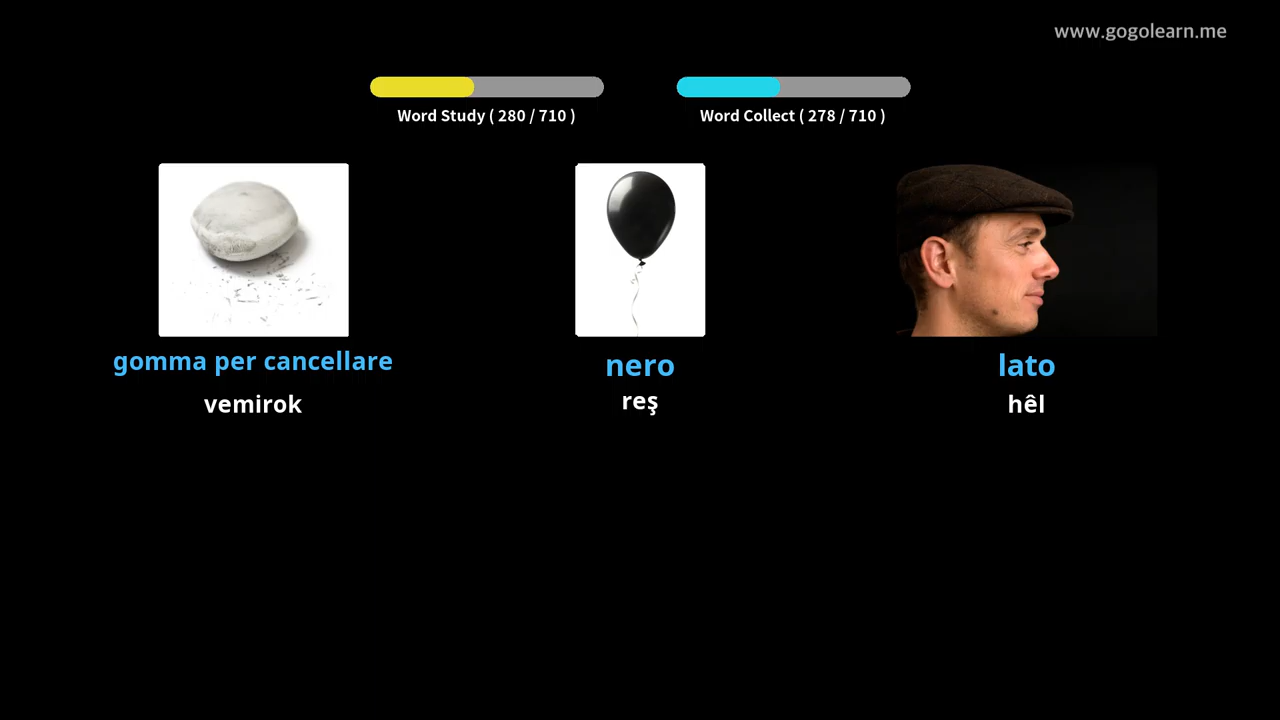 www.gogolearn.me
Word Study ( 280 / 710 )
Word Collect ( 278 / 710 )
gomma per cancellare
nero
lato
vemirok
reş
hêl